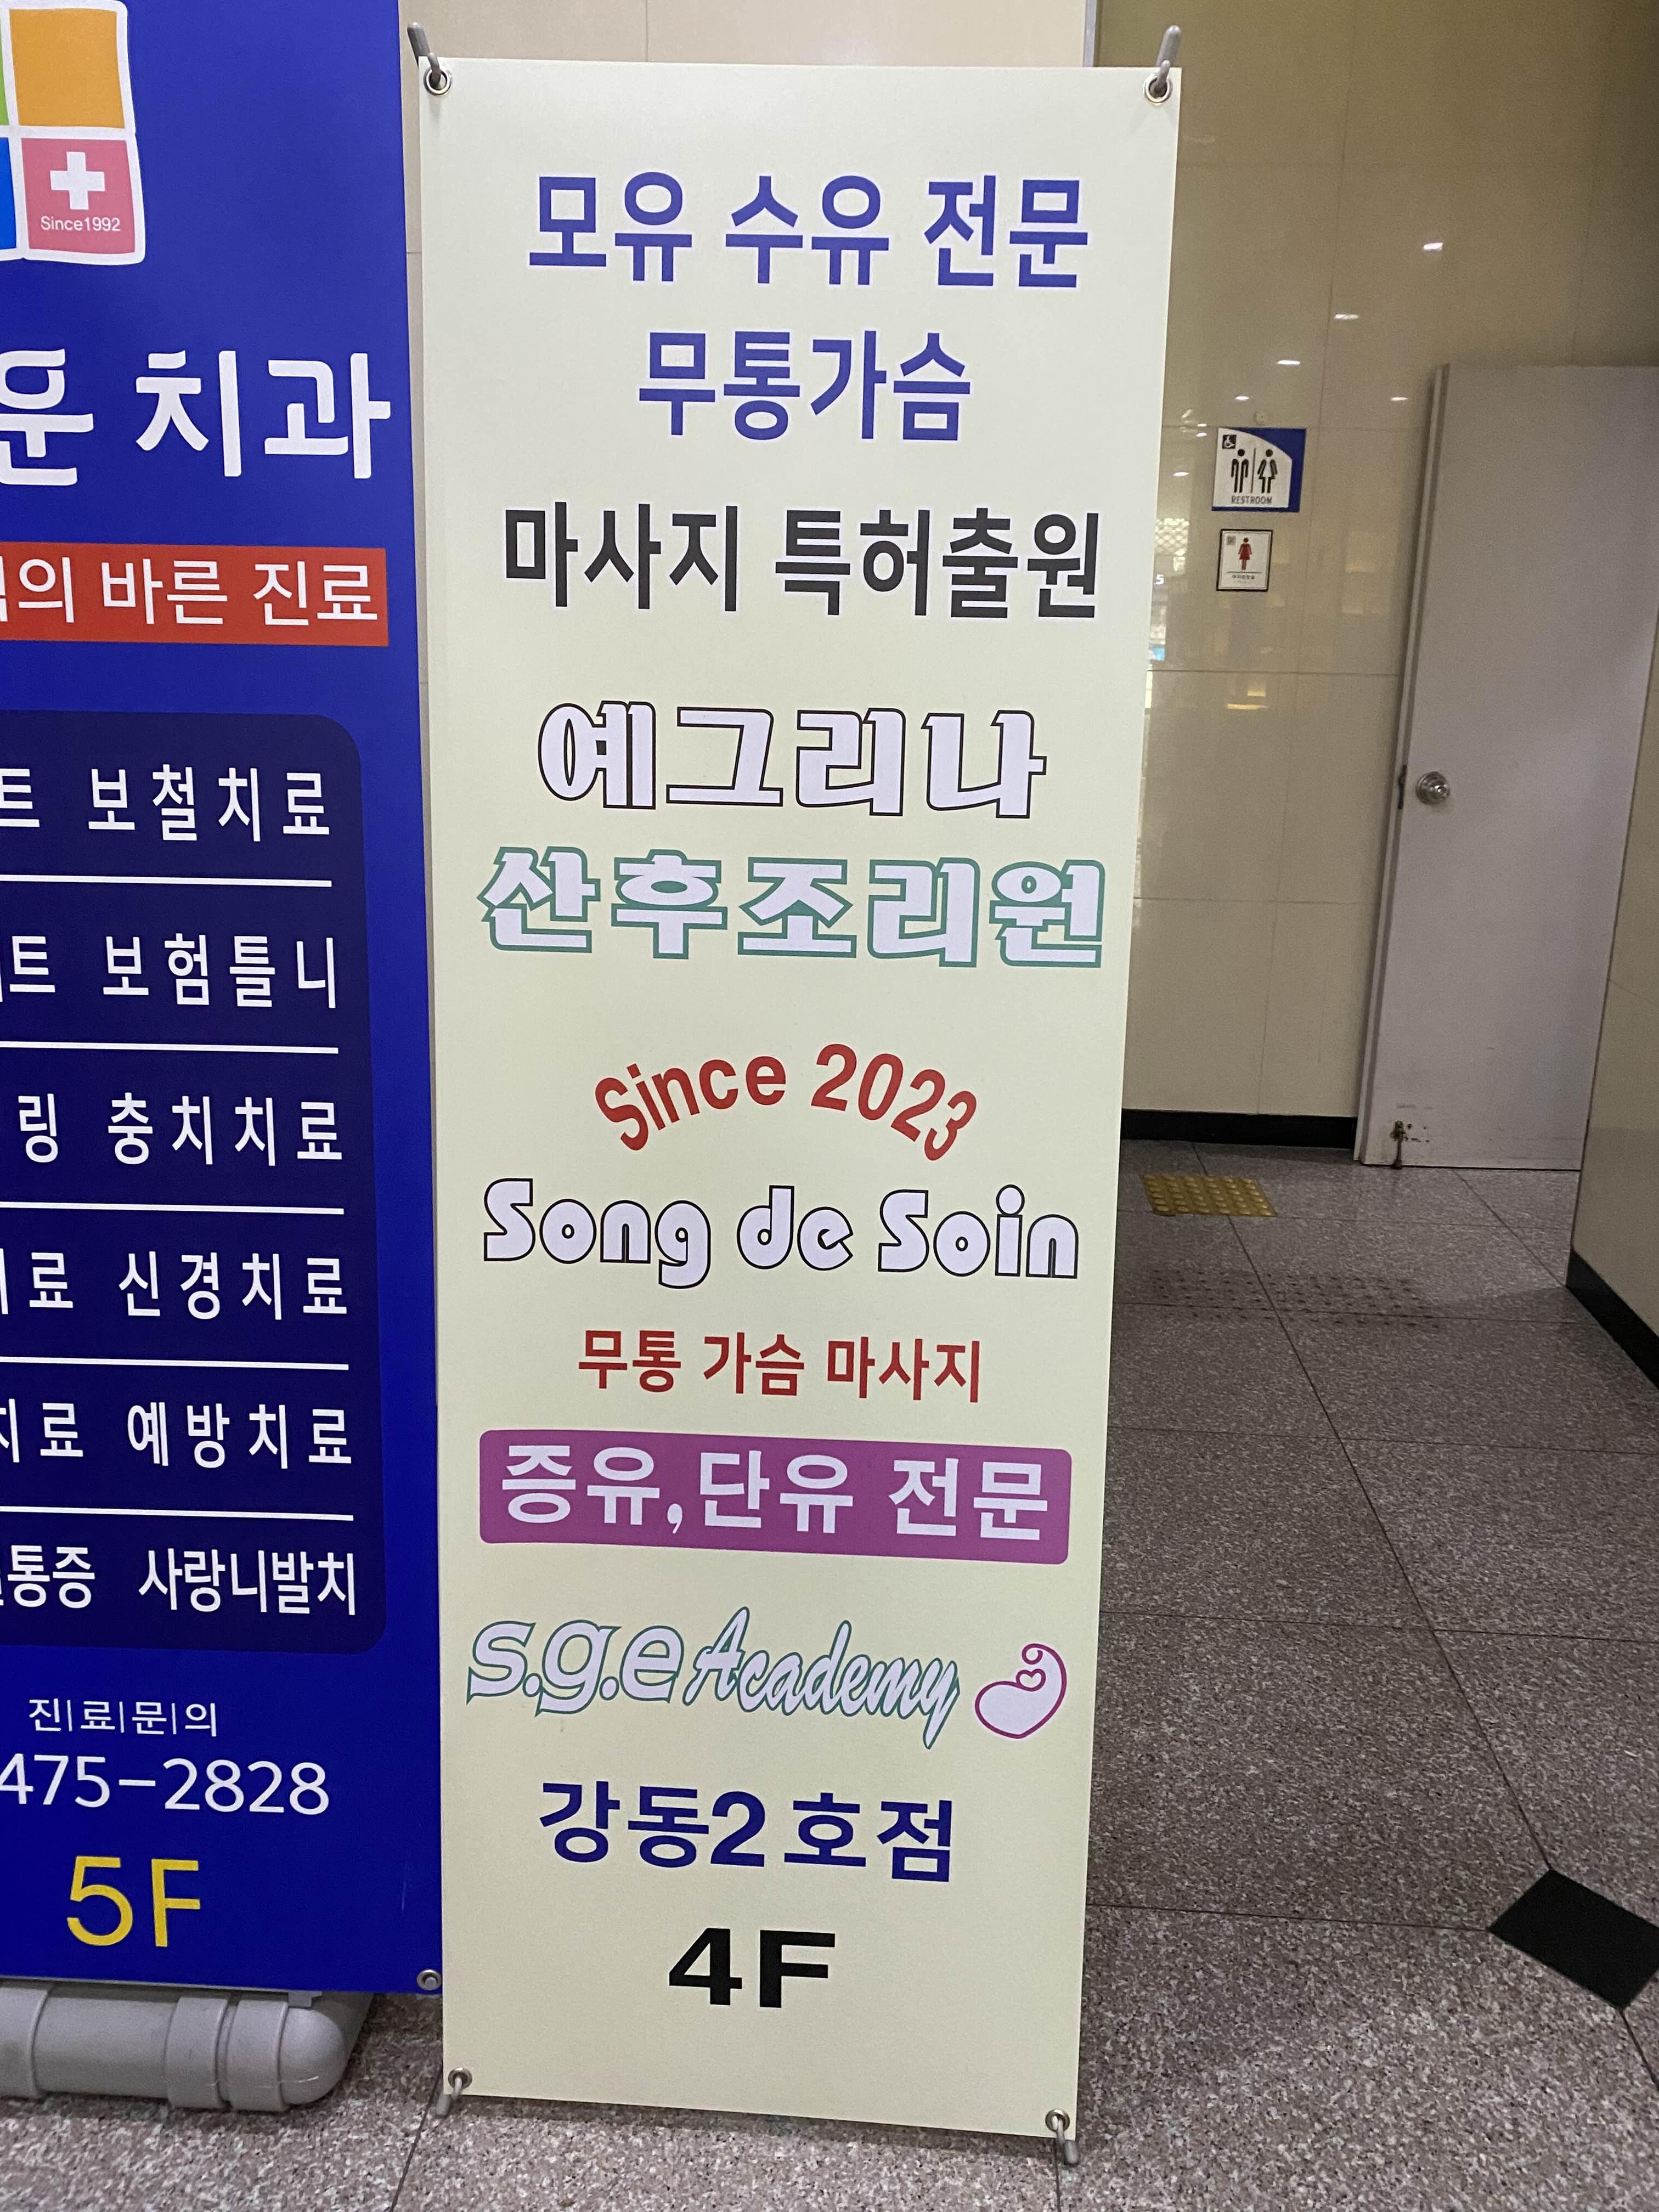 Since1992
치과
바른 진료
보철치료
보험틀니
충치치료
신경치료
예방치료
사랑니발치
진|료|문|의
475-2828
5F
모유 수유 전문
무통가슴
마사지 특허출원
예그리나
산후조리원
Since 2023
Song de Soin
무통 가슴 마사지
증유,단유 전문
s.g.e Academy
강동2호점
4F
RESTROOM